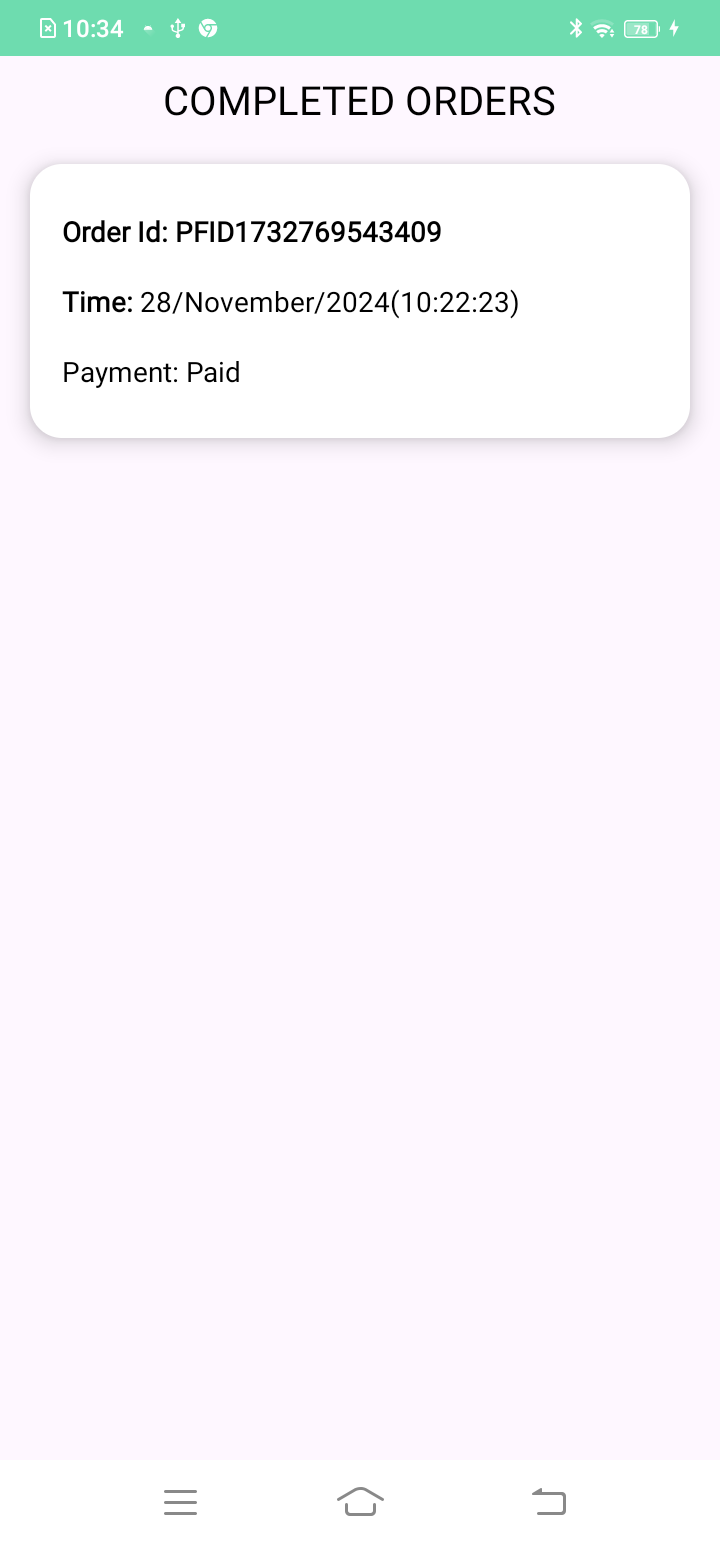 10:34
78
COMPLETED ORDERS
Order Id: PFID1732769543409
Time: 28/November/2024(10:22:23)
Payment: Paid